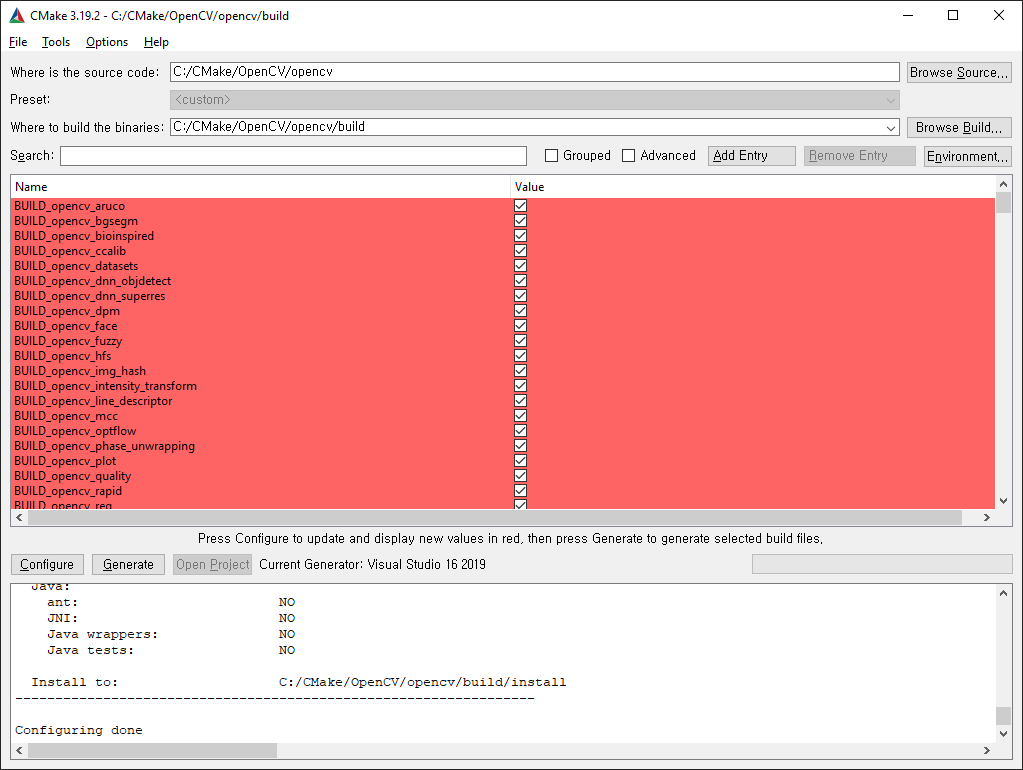 CMake 3.19.2 - C:/CMake/OpenCV/opencv/build
File Tools Options Help
Where is the source code: C:/CMake/OpenCV/opencv Browse Source...
Preset: <custom>
Where to build the binaries: C:/CMake/OpenCV/opencv/build Browse Build...
Search: Grouped Advanced Add Entry Remove Entry Environment...
Name Value
BUILD_opencv_aruco
BUILD_opencv_bgsegm
BUILD_opencv_bioinspired
BUILD_opencv_ccalib
BUILD_opencv_datasets
BUILD_opencv_dnn_objdetect
BUILD_opencv_dnn_superres
BUILD_opencv_dpm
BUILD_opencv_face
BUILD_opencv_fuzzy
BUILD_opencv_hfs
BUILD_opencv_img_hash
BUILD_opencv_intensity_transform
BUILD_opencv_line_descriptor
BUILD_opencv_mcc
BUILD_opencv_optflow
BUILD_opencv_phase_unwrapping
BUILD_opencv_plot
BUILD_opencv_quality
BUILD_opencv_rapid
BUILD_opencv_reg
Press Configure to update and display new values in red, then press Generate to generate selected build files.
Configure Generate Open Project Current Generator: Visual Studio 16 2019
Java:
ant: NO
JNI: NO
Java wrappers: NO
Java tests: NO
Install to: C:/CMake/OpenCV/opencv/build/install
-----------------------------------------------------------------
Configuring done